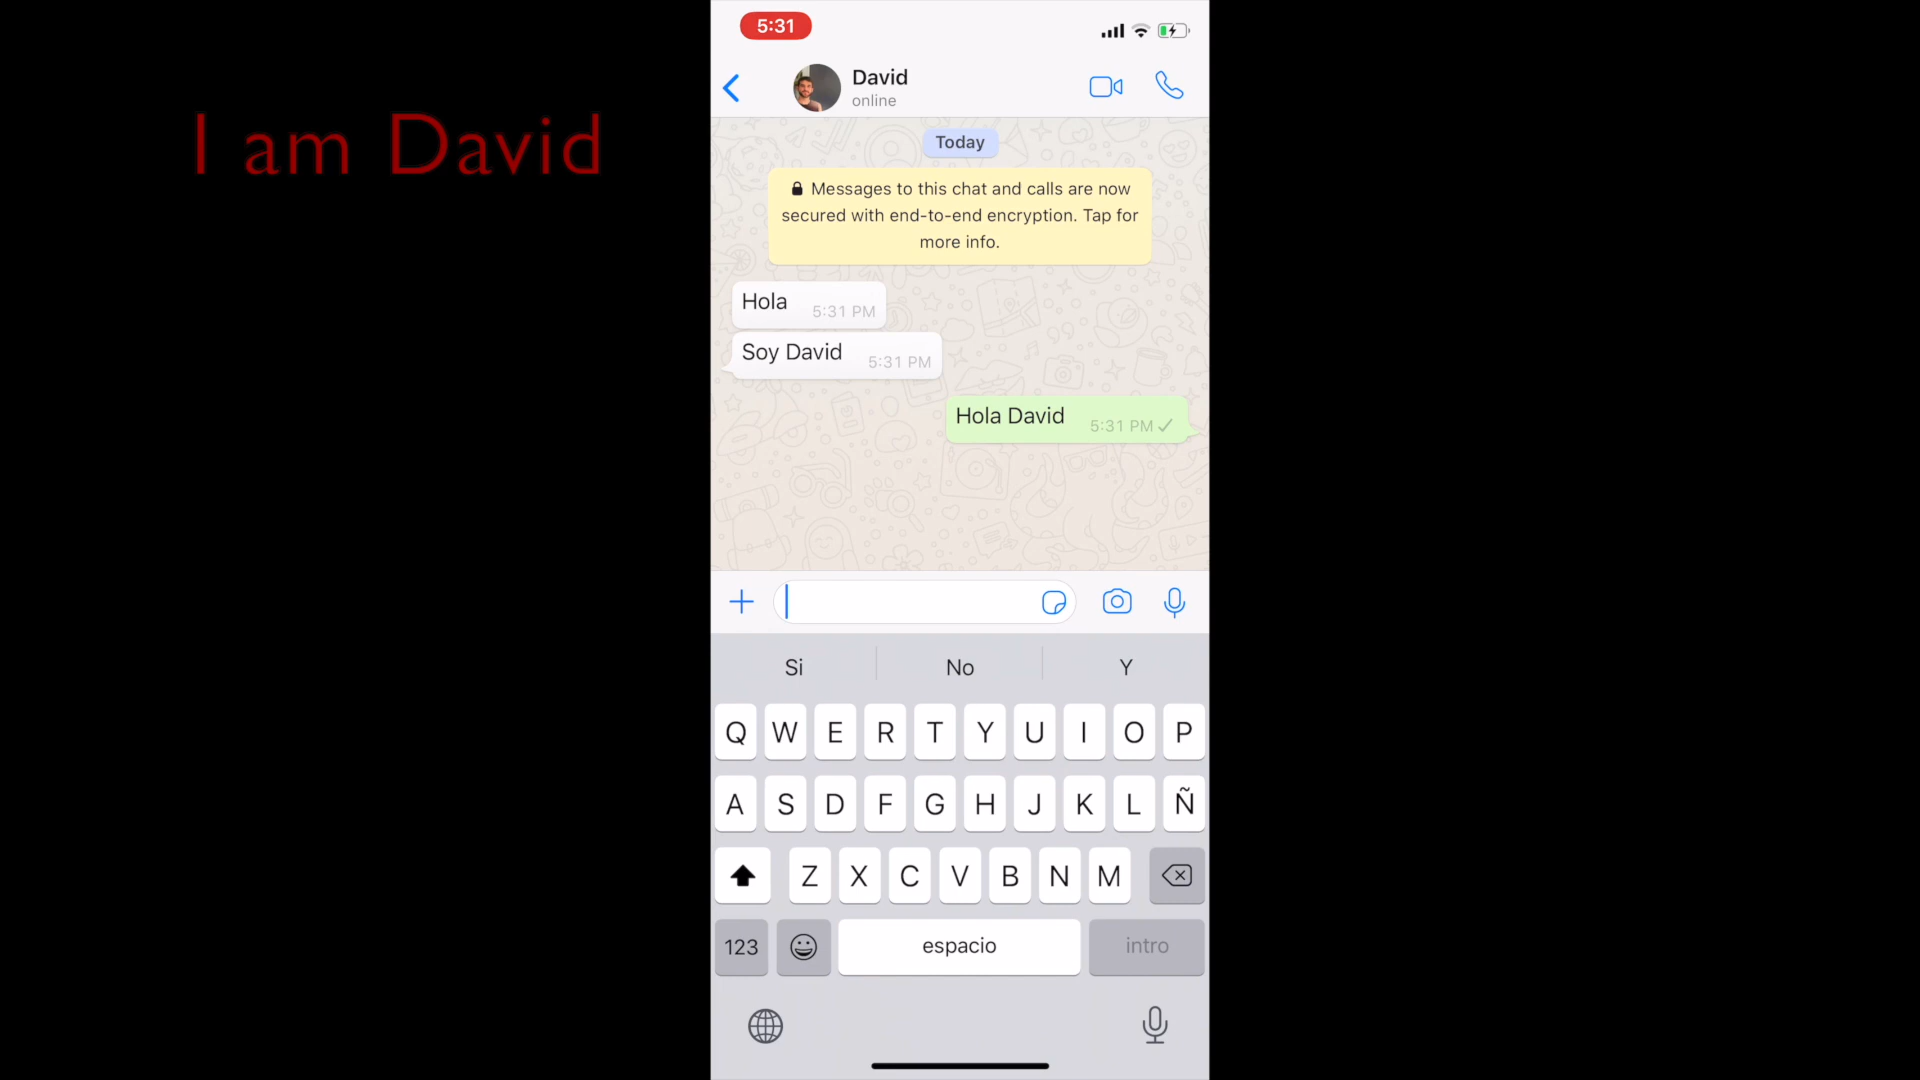 I am David
5:31
David
online
Today
Messages to this chat and calls are now
secured with end-to-end encryption. Tap for
more info.
Hola 5:31 PM
Soy David 5:31 PM
Hola David 5:31 PM
Si No Y
Q W E R T Y U I O P
A S D F G H J K L Ñ
Z X C V B N M
123 espacio intro